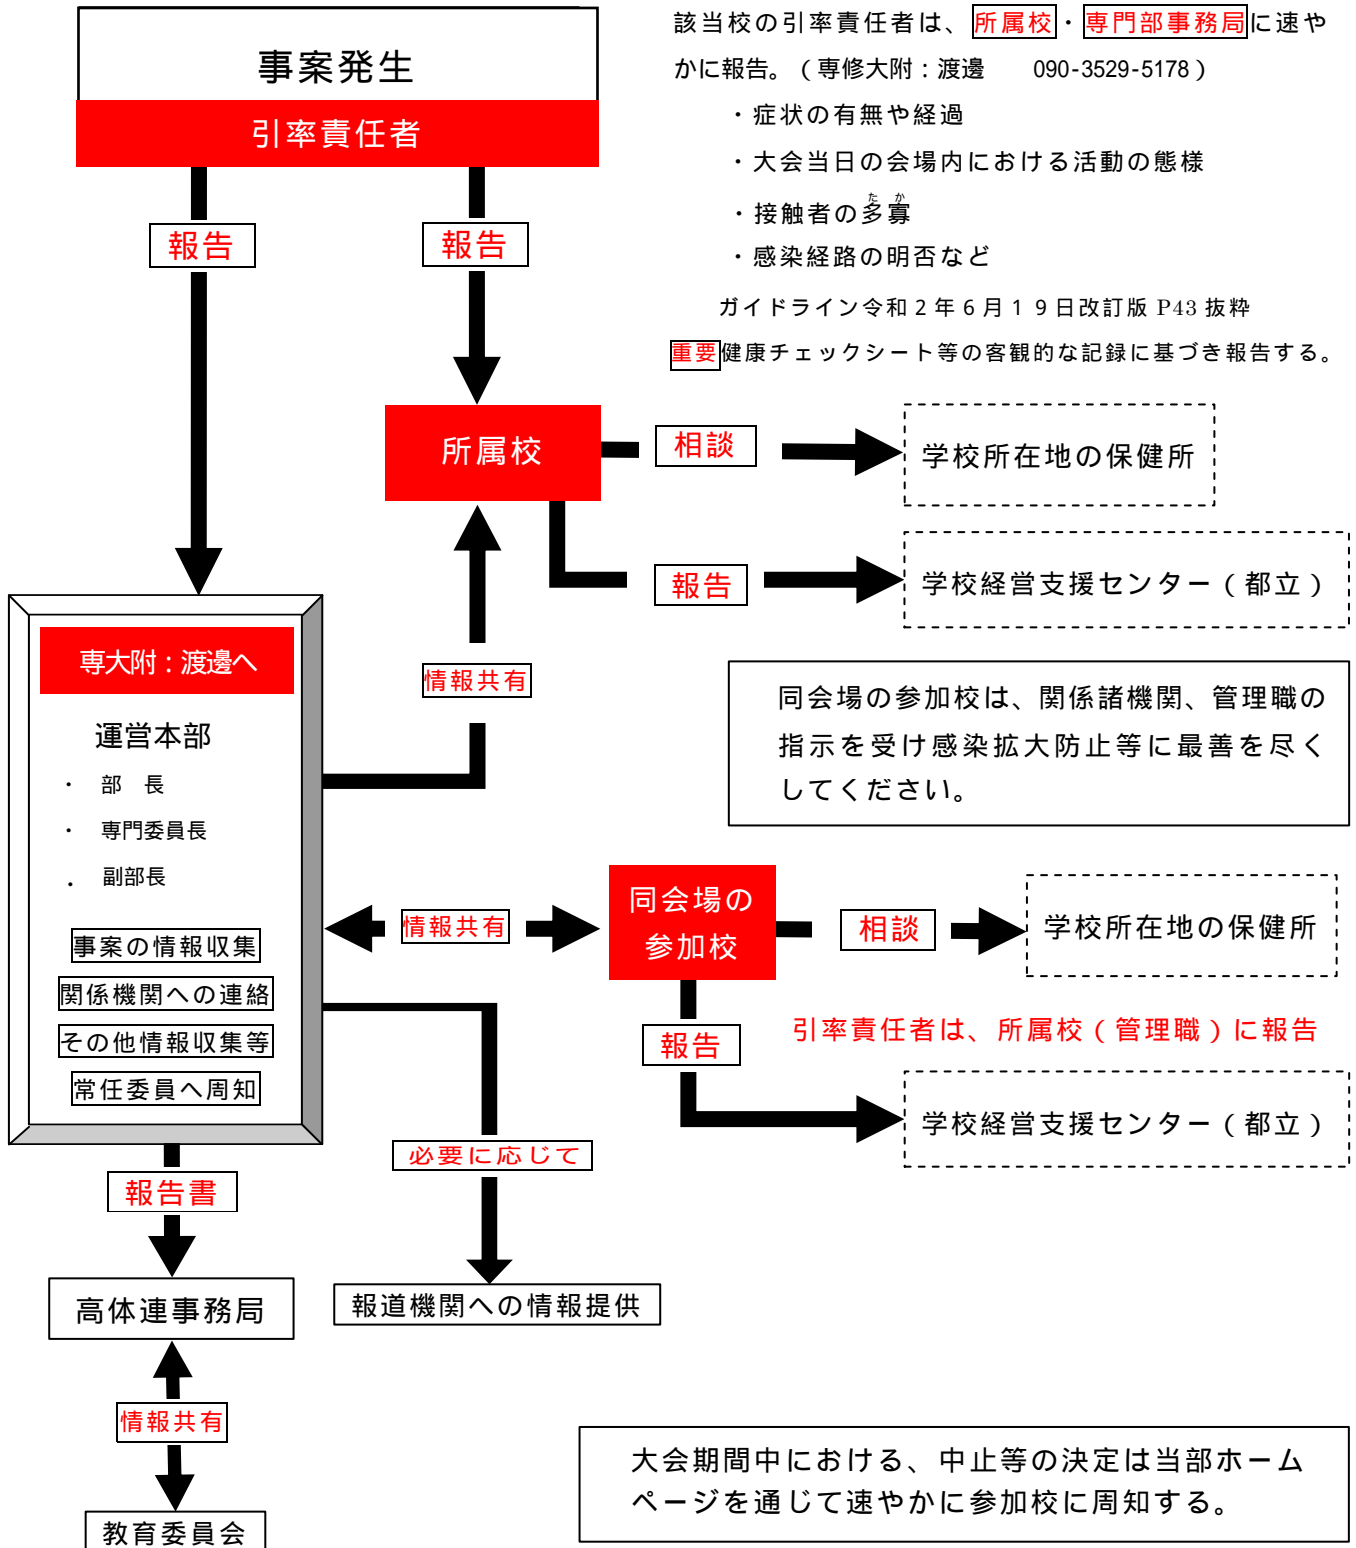 事案発生
引率責任者
報告
報告
該当校の引率責任者は、所属校・専門部事務局に速や
かに報告。（専修大附：渡邊　　090-3529-5178）
・症状の有無や経過
・大会当日の会場内における活動の態様
たか
・接触者の多寡
・感染経路の明否など
ガイドライン令和２年６月１９日改訂版 P43 抜粋
重要健康チェックシート等の客観的な記録に基づき報告する。
所属校
相談
学校所在地の保健所
報告
学校経営支援センター（都立）
情報共有
専大附：渡邊へ
運営本部
・　部　長
・　専門委員長
．　副部長
事案の情報収集
関係機関への連絡
その他情報収集等
常任委員へ周知
同会場の参加校は、関係諸機関、管理職の
指示を受け感染拡大防止等に最善を尽く
してください。
情報共有
同会場の
参加校
相談
学校所在地の保健所
報告
引率責任者は、所属校（管理職）に報告
学校経営支援センター（都立）
必要に応じて
報道機関への情報提供
報告書
高体連事務局
情報共有
教育委員会
大会期間中における、中止等の決定は当部ホーム
ページを通じて速やかに参加校に周知する。